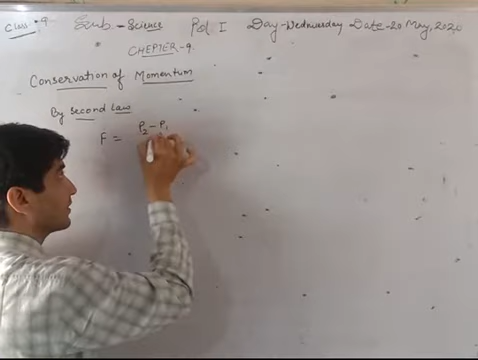 Class - 9 Sub. - Science Pd I Day - Wednesday Date - 20 May, 2020
CHEPTER - 9
Conservation of Momentum
By Second Law
F = P₂ - P₁